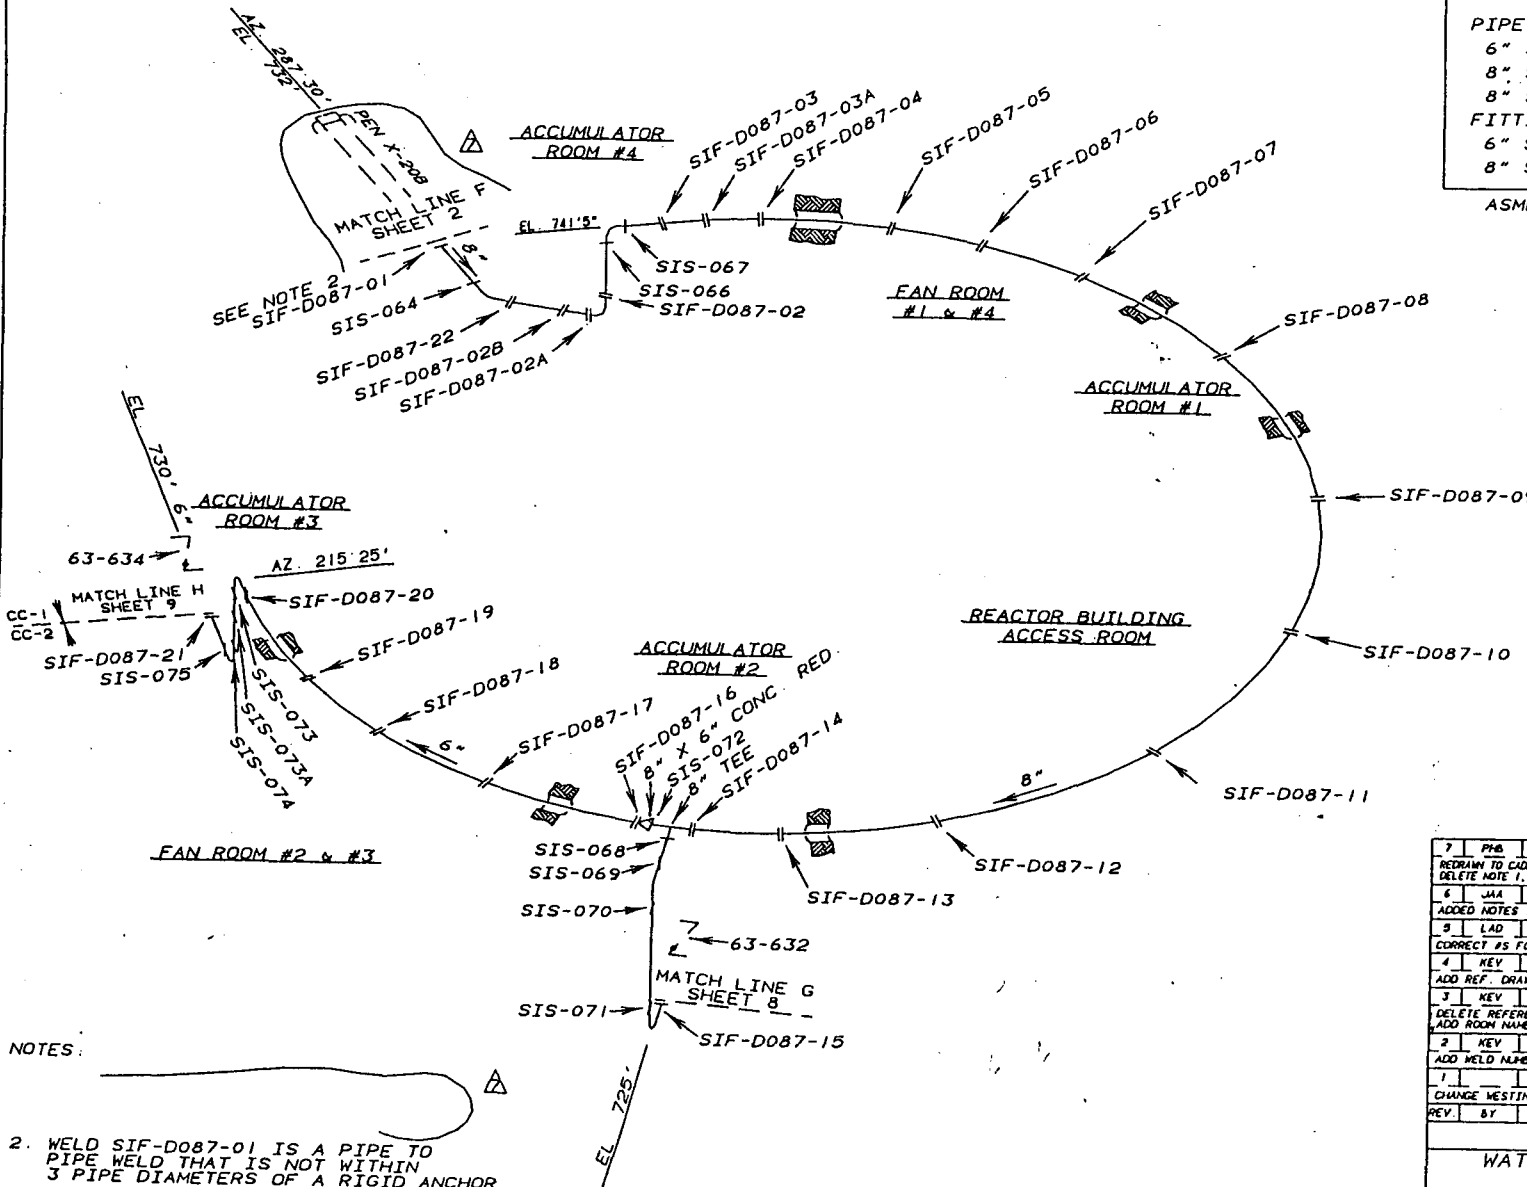 AZ. 287°30'
EL. 732'
PEN X-20B
MATCH LINE F
SHEET 2
ACCUMULATOR
ROOM #4
7
SIF-D087-03
SIF-D087-03A
SIF-D087-04
SIF-D087-05
SIF-D087-06
SIF-D087-07
EL. 741'5"
8"
SIS-067
SIS-066
SIF-D087-02
SEE NOTE 2
SIF-D087-01
SIS-064
SIF-D087-22
SIF-D087-02B
SIF-D087-02A
FAN ROOM
#1 & #4
SIF-D087-08
ACCUMULATOR
ROOM #1
SIF-D087-09
EL. 730'
6"
ACCUMULATOR
ROOM #3
63-634
AZ. 215°25'
MATCH LINE H
SHEET 9
CC-1
CC-2
SIF-D087-20
SIF-D087-19
SIF-D087-21
SIS-075
SIS-073
SIS-073A
SIS-074
SIF-D087-18
ACCUMULATOR
ROOM #2
REACTOR BUILDING
ACCESS ROOM
SIF-D087-10
6"
SIF-D087-17
SIF-D087-16
8" X 6" CONC. RED.
SIS-072
8" TEE
SIF-D087-14
8"
SIF-D087-11
FAN ROOM #2 & #3
SIS-068
SIS-069
SIS-070
SIF-D087-13
SIF-D087-12
63-632
MATCH LINE G
SHEET 8
SIS-071
SIF-D087-15
EL 725'
NOTES:
7
2. WELD SIF-D087-01 IS A PIPE TO
PIPE WELD THAT IS NOT WITHIN
3 PIPE DIAMETERS OF A RIGID ANCHOR
PIPE
6"
8"
8"
FITT
6" S
8" S
ASM
7 PHB
REDRAWN TO CAD
DELETE NOTE 1,
6 JAA
ADDED NOTES
5 LAD
CORRECT #S FO
4 KEY
ADD REF. DRA
3 KEY
DELETE REFERE
ADD ROOM NAME
2 KEY
ADD WELD NUMB
1
CHANGE WESTIN
REV. BY
WAT